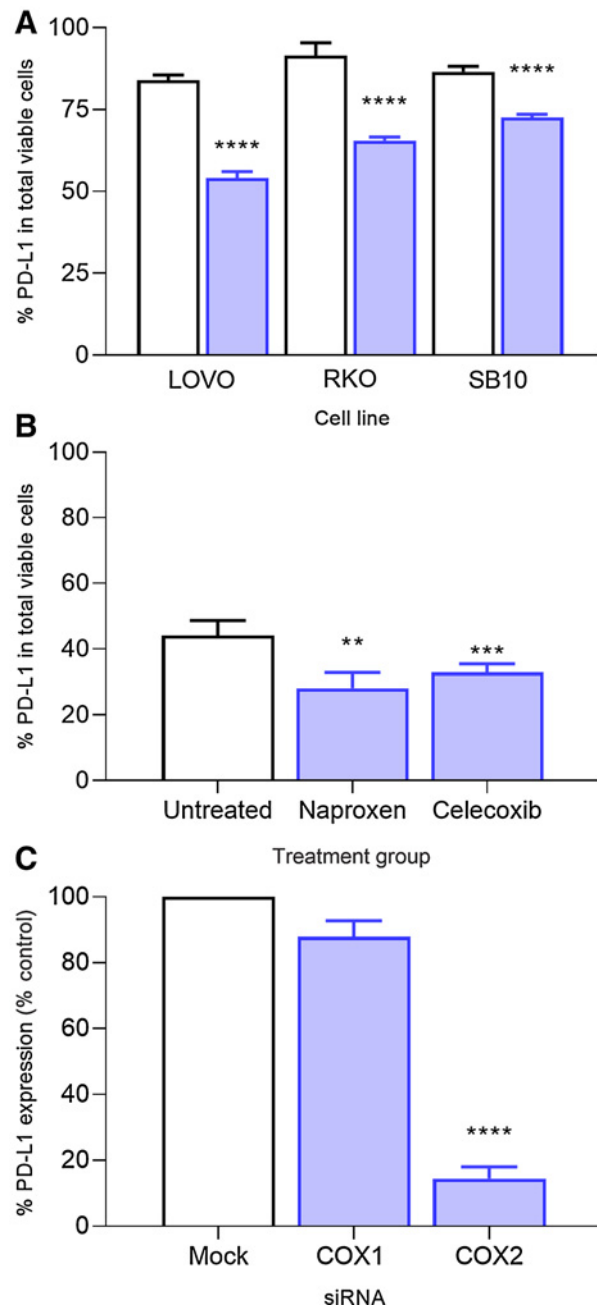 A
% PD-L1 in total viable cells
100
75
50
25
0
****
****
****
LOVO
RKO
SB10
Cell line
B
% PD-L1 in total viable cells
100
80
60
40
20
0
**
***
Untreated
Naproxen
Celecoxib
Treatment group
C
% PD-L1 expression (% control)
100
80
60
40
20
0
****
Mock
COX1
COX2
siRNA